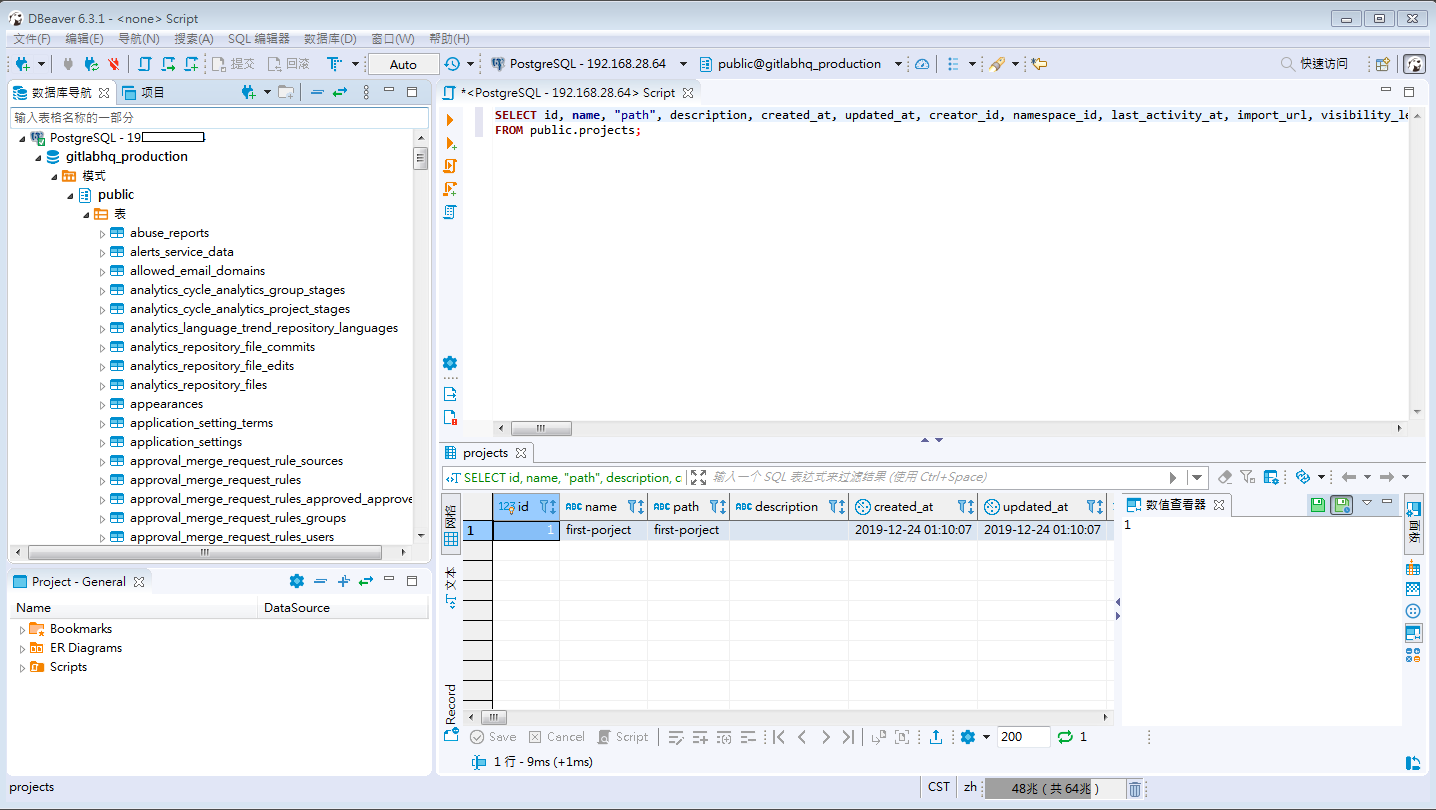 DBeaver 6.3.1 - <none> Script
文件(F) 编辑(E) 导航(N) 搜索(A) SQL 编辑器 数据库(D) 窗口(W) 帮助(H)
提交 回滚 Auto PostgreSQL - 192.168.28.64 public@gitlabhq_production 快速访问
数据库导航 项目
输入表格名称的一部分
PostgreSQL - 19
gitlabhq_production
模式
public
表
abuse_reports
alerts_service_data
allowed_email_domains
analytics_cycle_analytics_group_stages
analytics_cycle_analytics_project_stages
analytics_language_trend_repository_languages
analytics_repository_file_commits
analytics_repository_file_edits
analytics_repository_files
appearances
application_setting_terms
application_settings
approval_merge_request_rule_sources
approval_merge_request_rules
approval_merge_request_rules_approved_approve
approval_merge_request_rules_groups
approval_merge_request_rules_users
Project - General
Name DataSource
Bookmarks
ER Diagrams
Scripts
*<PostgreSQL - 192.168.28.64> Script
SELECT id, name, "path", description, created_at, updated_at, creator_id, namespace_id, last_activity_at, import_url, visibility_le
FROM public.projects;
projects
SELECT id, name, "path", description, c 输入一个 SQL 表达式来过滤结果 (使用 Ctrl+Space)
网格
文本
Record
123 id ABC name ABC path ABC description created_at updated_at
1 1 first-porject first-porject 2019-12-24 01:10:07 2019-12-24 01:10:07
数值查看器
1
面板
Save Cancel Script 200 1
1 行 - 9ms (+1ms)
projects CST zh 48兆 ( 共 64兆 )